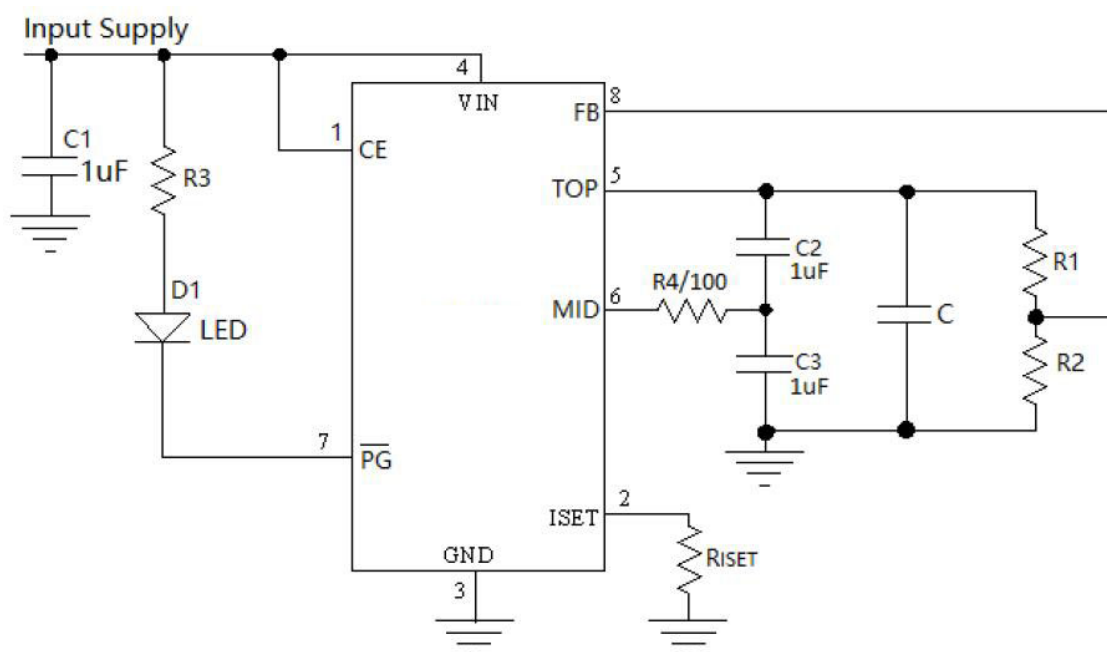 Input Supply
4
VIN
8
FB
C1
1uF
R3
1
CE
5
TOP
C2
1uF
R1
D1
LED
R4/100
6
MID
C
C3
1uF
R2
7
PG
2
ISET
RISET
GND
3